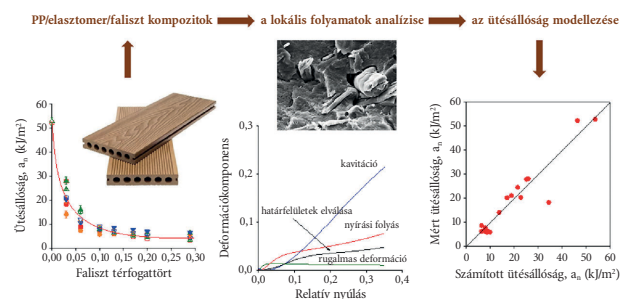 PP/elasztomer/faliszt kompozitok
a lokális folyamatok analízise
az ütésállóság modellezése
Ütésállóság, aₙ (kJ/m²)
60
50
40
30
20
10
0
0,00 0,05 0,10 0,15 0,20 0,25 0,30
Faliszt térfogattört
Deformációkomponens
0,3
0,2
0,1
0,0
kavitáció
határfelületek elválása
nyírási folyás
rugalmas deformáció
0,0 0,1 0,2 0,3 0,4
Relatív nyúlás
Mért ütésállóság, aₙ (kJ/m²)
60
50
40
30
20
10
0
0 10 20 30 40 50 60
Számított ütésállóság, aₙ (kJ/m²)